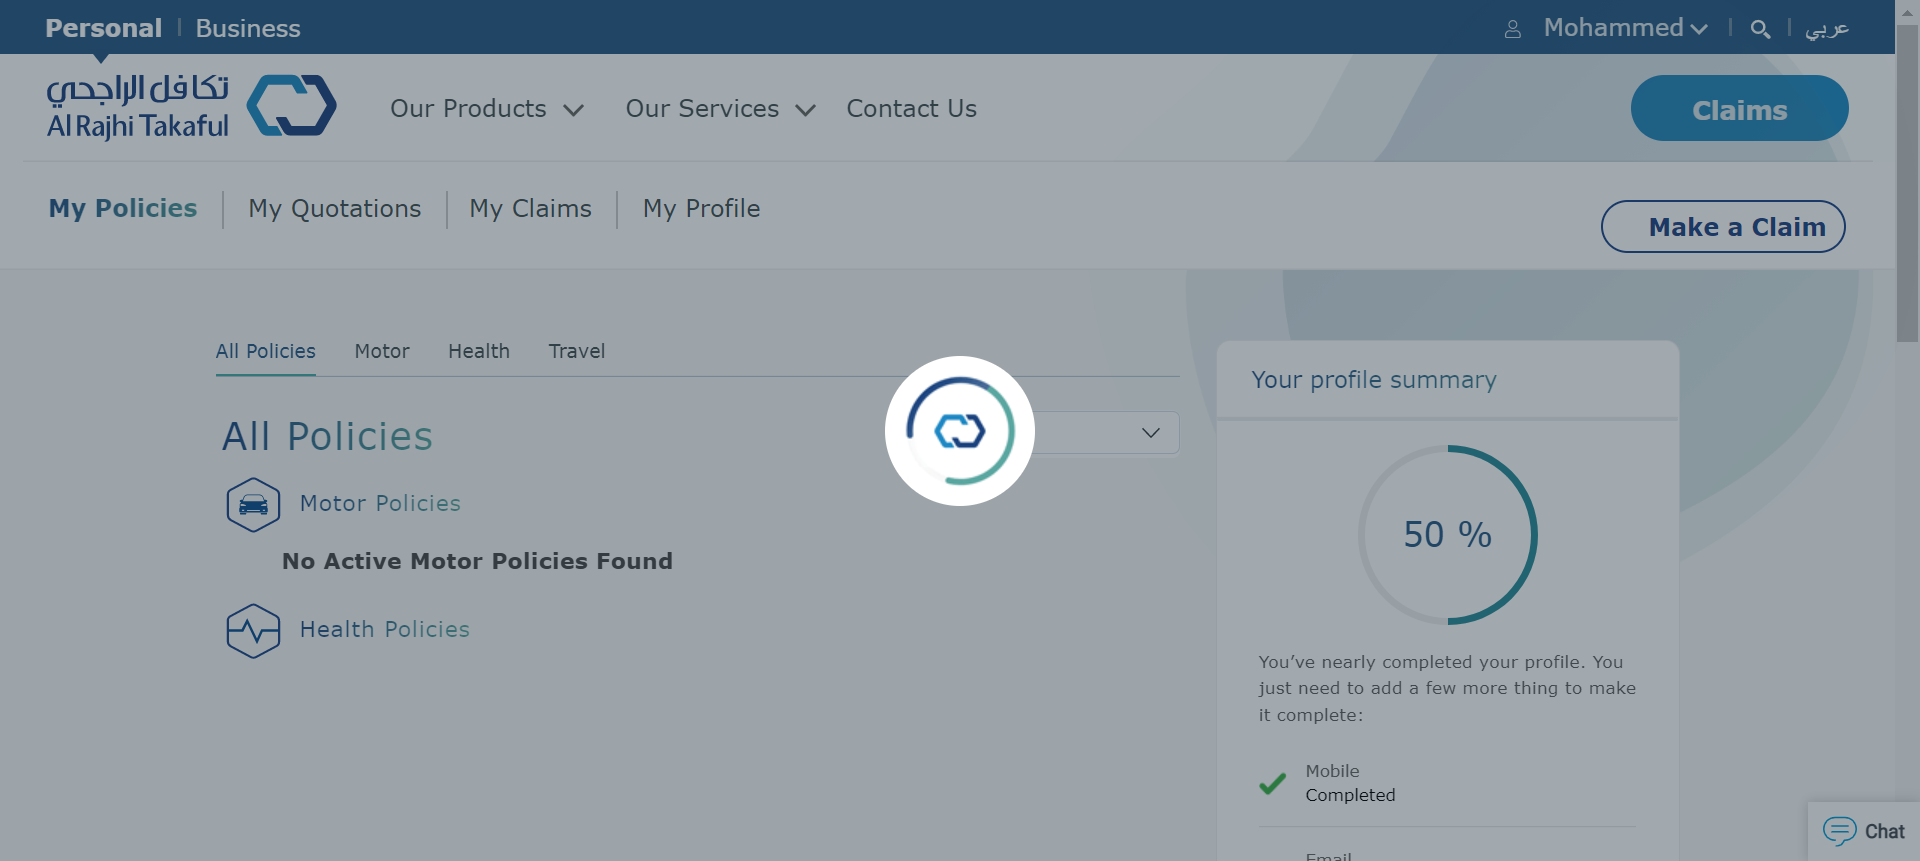 Personal
Business
Mohammed
عربي
تكافل الراجحي
Al Rajhi Takaful
Our Products
Our Services
Contact Us
Claims
My Policies
My Quotations
My Claims
My Profile
Make a Claim
All Policies
Motor
Health
Travel
Your profile summary
All Policies
Motor Policies
50 %
No Active Motor Policies Found
Health Policies
You’ve nearly completed your profile. You
just need to add a few more thing to make
it complete:
Mobile
Completed
Chat
Email